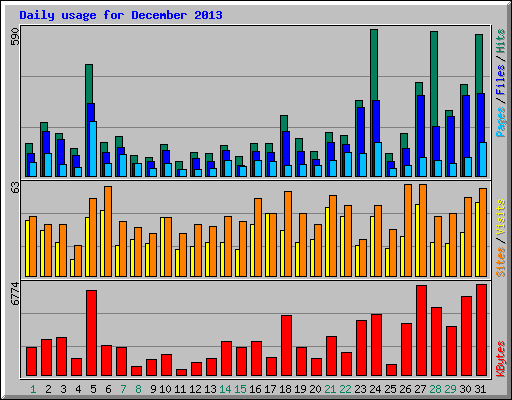 Daily usage for December 2013
590
Pages / Files / Hits
63
Sites / Visits
6774
KBytes
1 2 3 4 5 6 7 8 9 10 11 12 13 14 15 16 17 18 19 20 21 22 23 24 25 26 27 28 29 30 31